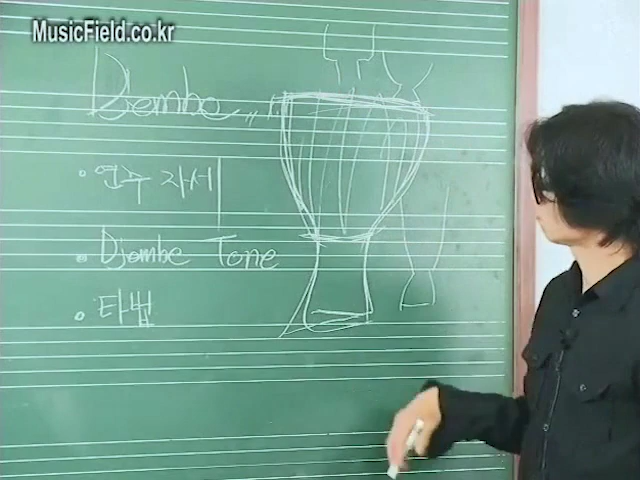 MusicField.co.kr
Djembe
· 연주 자세
· Djembe Tone
· 타법